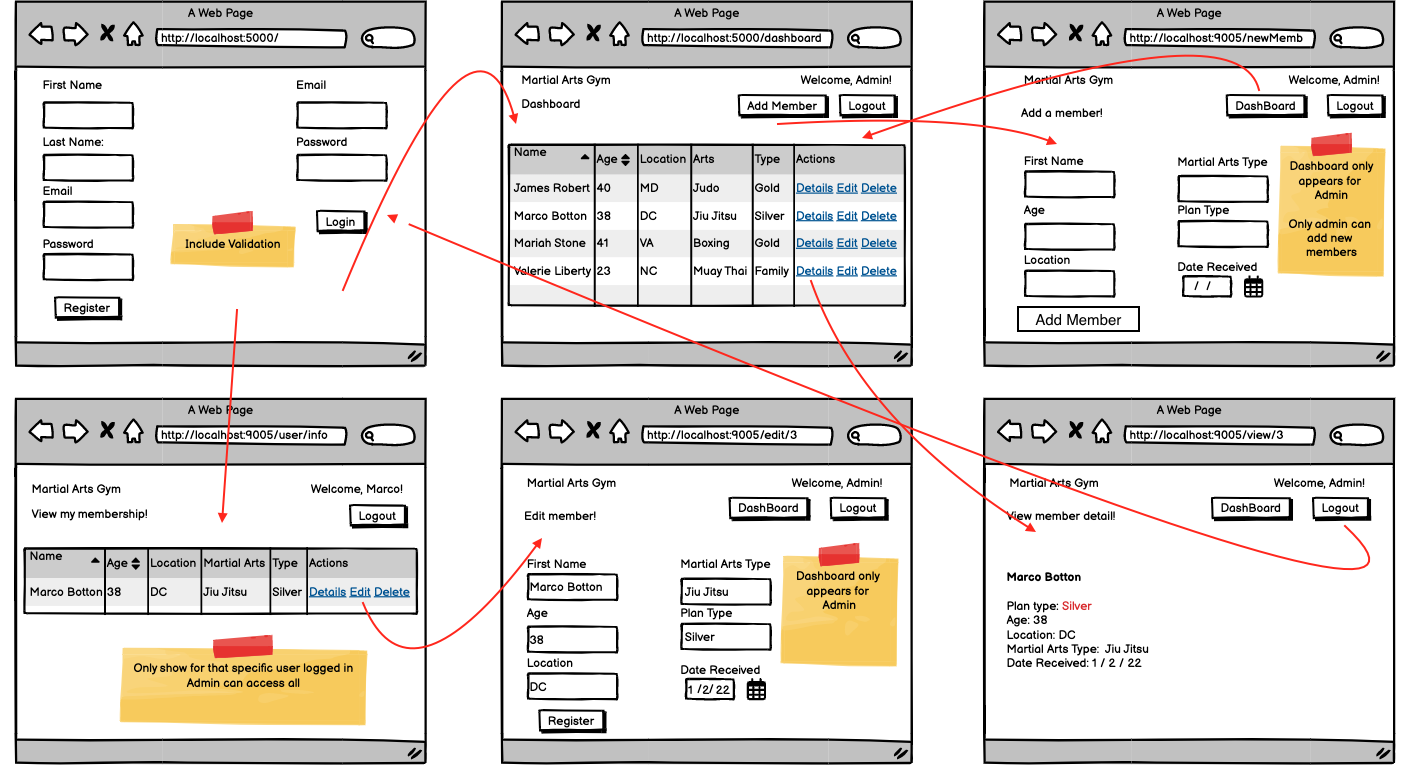 A Web Page
http://localhost:5000/
First Name
Last Name:
Email
Password
Register
Email
Password
Login
Include Validation
A Web Page
http://localhost:5000/dashboard
Martial Arts Gym
Welcome, Admin!
Dashboard
Add Member
Logout
Name Age Location Arts Type Actions
James Robert 40 MD Judo Gold Details Edit Delete
Marco Botton 38 DC Jiu Jitsu Silver Details Edit Delete
Mariah Stone 41 VA Boxing Gold Details Edit Delete
Valerie Liberty 23 NC Muay Thai Family Details Edit Delete
A Web Page
http://localhost:9005/newMemb
Martial Arts Gym
Welcome, Admin!
Add a member!
DashBoard
Logout
First Name
Age
Location
Add Member
Martial Arts Type
Plan Type
Date Received
/ /
Dashboard only
appears for
Admin
Only admin can
add new
members
A Web Page
http://localhost:9005/user/info
Martial Arts Gym
Welcome, Marco!
View my membership!
Logout
Name Age Location Martial Arts Type Actions
Marco Botton 38 DC Jiu Jitsu Silver Details Edit Delete
Only show for that specific user logged in
Admin can access all
A Web Page
http://localhost:9005/edit/3
Martial Arts Gym
Welcome, Admin!
Edit member!
DashBoard
Logout
First Name
Marco Botton
Age
38
Location
DC
Register
Martial Arts Type
Jiu Jitsu
Plan Type
Silver
Date Received
1 /2/ 22
Dashboard only
appears for
Admin
A Web Page
http://localhost:9005/view/3
Martial Arts Gym
Welcome, Admin!
View member detail!
DashBoard
Logout
Marco Botton
Plan type: Silver
Age: 38
Location: DC
Martial Arts Type: Jiu Jitsu
Date Received: 1 / 2 / 22